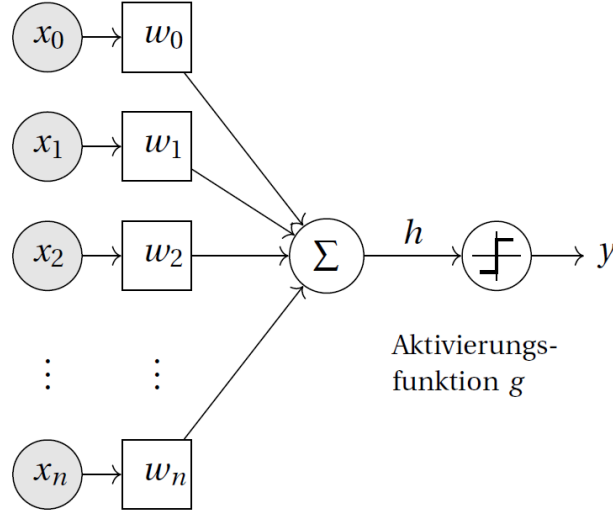 x₀ w₀
x₁ w₁
x₂ w₂ Σ h y
⋮ ⋮
Aktivierungs-
funktion g
xₙ wₙ